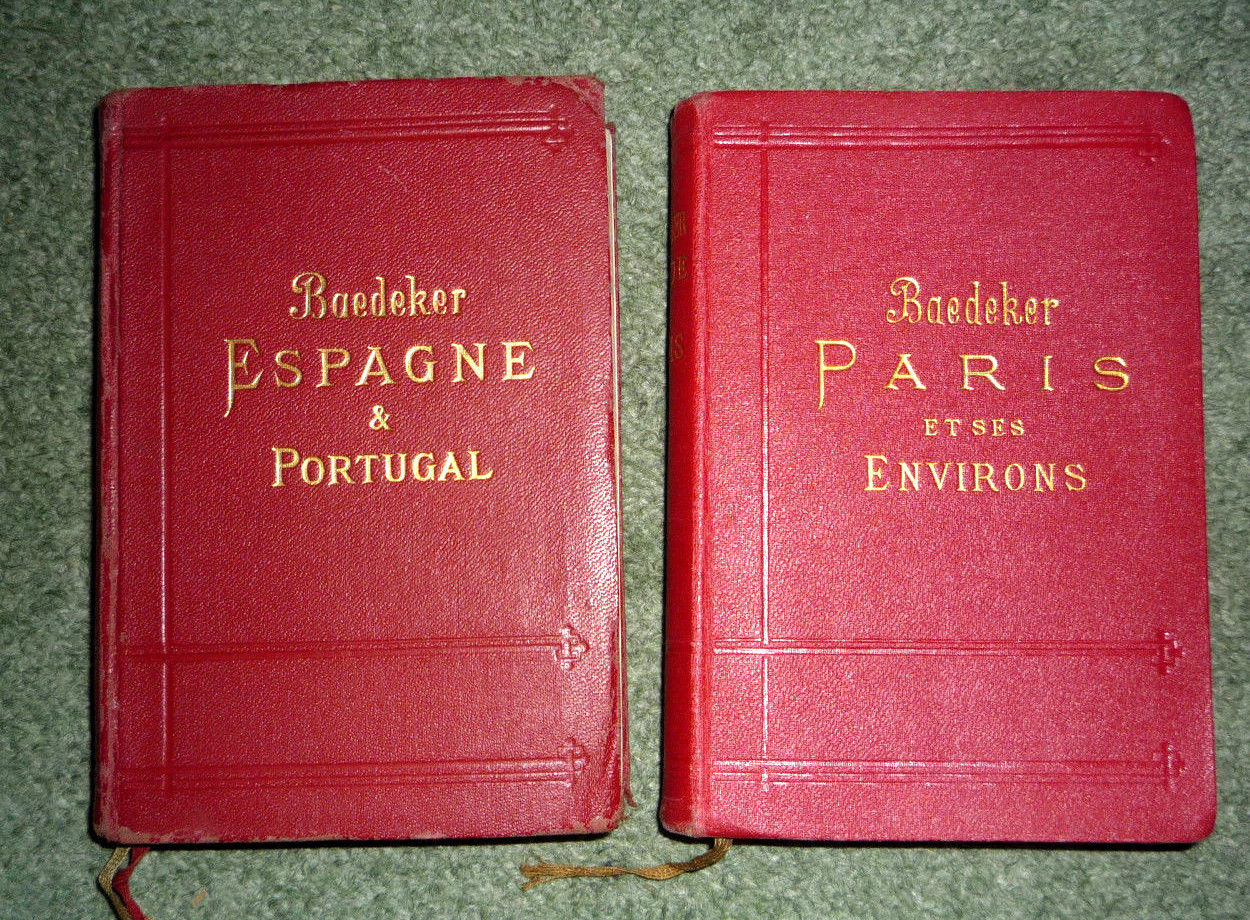 Baedeker
ESPAGNE
&
PORTUGAL
Baedeker
PARIS
ET SES
ENVIRONS